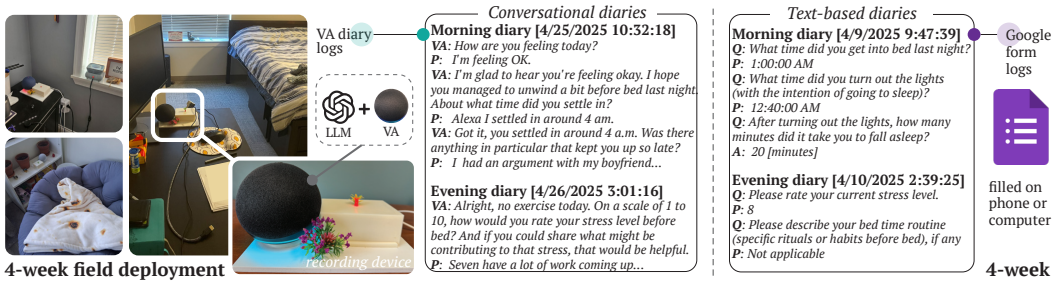 4-week field deployment
recording device
VA diary
logs
LLM
+
VA
Conversational diaries
Morning diary [4/25/2025 10:32:18]
VA: How are you feeling today?
P: I'm feeling OK.
VA: I'm glad to hear you're feeling okay. I hope
you managed to unwind a bit before bed last night.
About what time did you settle in?
P: Alexa I settled in around 4 am.
VA: Got it, you settled in around 4 a.m. Was there
anything in particular that kept you up so late?
P: I had an argument with my boyfriend...
Evening diary [4/26/2025 3:01:16]
VA: Alright, no exercise today. On a scale of 1 to
10, how would you rate your stress level before
bed? And if you could share what might be
contributing to that stress, that would be helpful.
P: Seven have a lot of work coming up...
Text-based diaries
Morning diary [4/9/2025 9:47:39]
Q: What time did you get into bed last night?
P: 1:00:00 AM
Q: What time did you turn out the lights
(with the intention of going to sleep)?
P: 12:40:00 AM
Q: After turning out the lights, how many
minutes did it take you to fall asleep?
A: 20 [minutes]
Evening diary [4/10/2025 2:39:25]
Q: Please rate your current stress level.
P: 8
Q: Please describe your bed time routine
(specific rituals or habits before bed), if any
P: Not applicable
Google
form
logs
filled on
phone or
computer
4-week